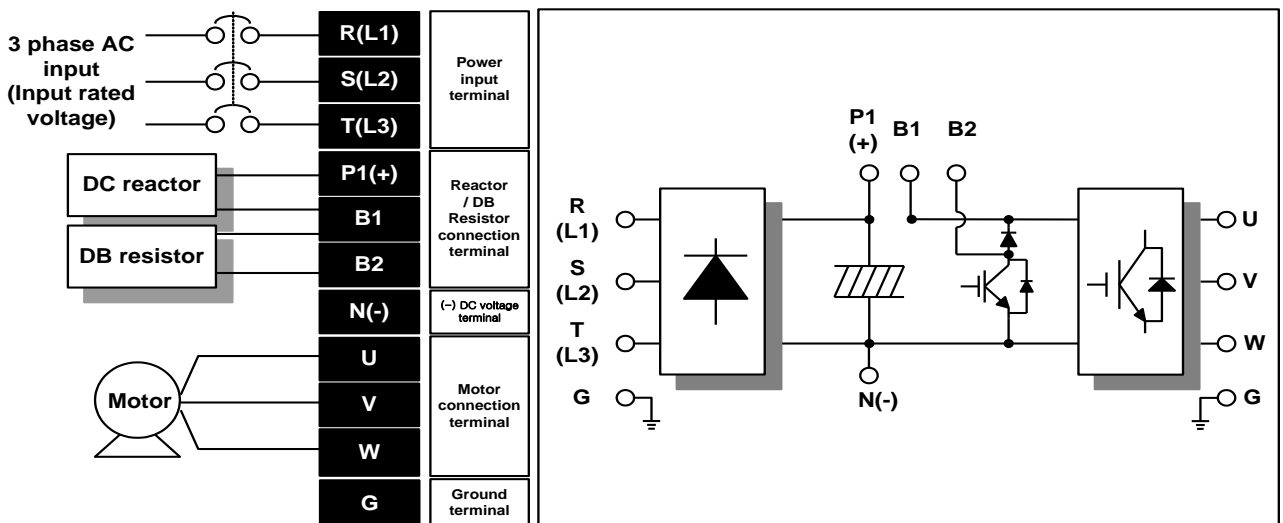 3 phase AC
input
(Input rated
voltage)
R(L1)
S(L2)
T(L3)
Power
input
terminal
DC reactor
DB resistor
P1(+)
B1
B2
Reactor
/ DB
Resistor
connection
terminal
N(-)
(−) DC voltage
terminal
Motor
U
V
W
Motor
connection
terminal
G
Ground
terminal
P1
(+)
B1
B2
R
(L1)
S
(L2)
T
(L3)
G
N(-)
U
V
W
G